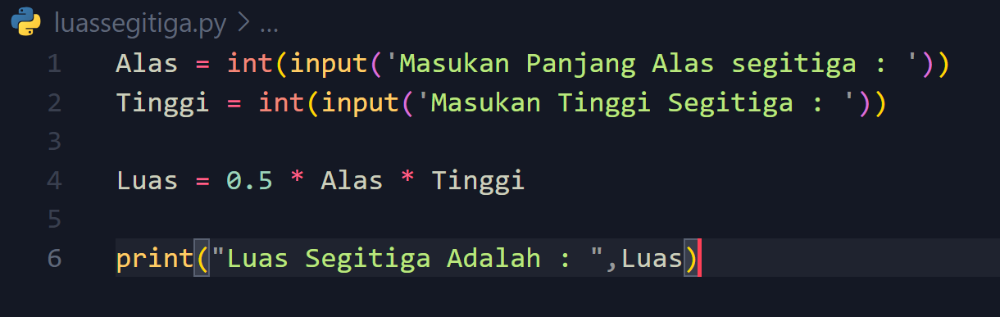 luassegitiga.py > ...
1 Alas = int(input('Masukan Panjang Alas segitiga : '))
2 Tinggi = int(input('Masukan Tinggi Segitiga : '))
3
4 Luas = 0.5 * Alas * Tinggi
5
6 print("Luas Segitiga Adalah : ",Luas)